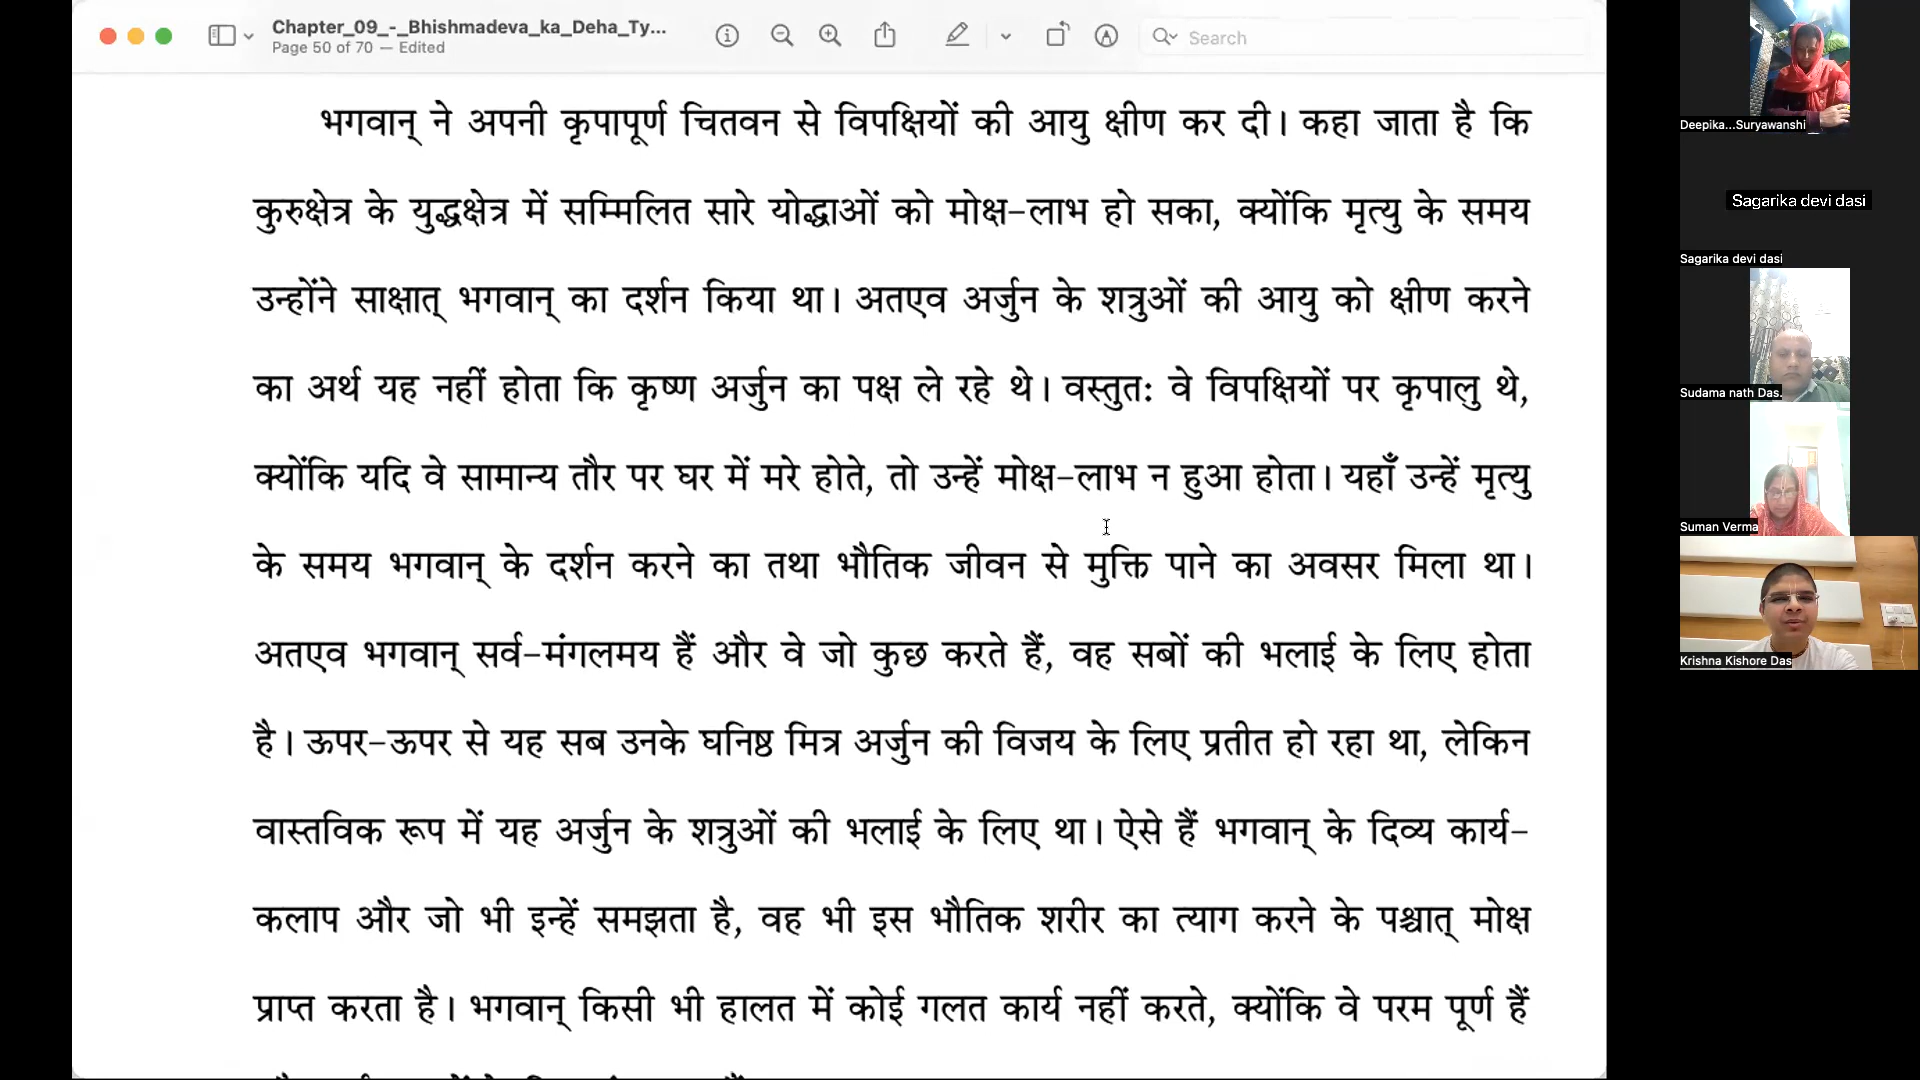 Chapter_09_-_Bhishmadeva_ka_Deha_Ty...
Page 50 of 70 — Edited
Search
भगवान् ने अपनी कृपापूर्ण चितवन से विपक्षियों की आयु क्षीण कर दी। कहा जाता है कि
कुरुक्षेत्र के युद्धक्षेत्र में सम्मिलित सारे योद्धाओं को मोक्ष-लाभ हो सका, क्योंकि मृत्यु के समय
उन्होंने साक्षात् भगवान् का दर्शन किया था। अतएव अर्जुन के शत्रुओं की आयु को क्षीण करने
का अर्थ यह नहीं होता कि कृष्ण अर्जुन का पक्ष ले रहे थे। वस्तुतः वे विपक्षियों पर कृपालु थे,
क्योंकि यदि वे सामान्य तौर पर घर में मरे होते, तो उन्हें मोक्ष-लाभ न हुआ होता। यहाँ उन्हें मृत्यु
के समय भगवान् के दर्शन करने का तथा भौतिक जीवन से मुक्ति पाने का अवसर मिला था।
अतएव भगवान् सर्व-मंगलमय हैं और वे जो कुछ करते हैं, वह सबों की भलाई के लिए होता
है। ऊपर-ऊपर से यह सब उनके घनिष्ठ मित्र अर्जुन की विजय के लिए प्रतीत हो रहा था, लेकिन
वास्तविक रूप में यह अर्जुन के शत्रुओं की भलाई के लिए था। ऐसे हैं भगवान् के दिव्य कार्य-
कलाप और जो भी इन्हें समझता है, वह भी इस भौतिक शरीर का त्याग करने के पश्चात् मोक्ष
प्राप्त करता है। भगवान् किसी भी हालत में कोई गलत कार्य नहीं करते, क्योंकि वे परम पूर्ण हैं
Deepika...Suryawanshi
Sagarika devi dasi
Sagarika devi dasi
Sudama nath Das.
Suman Verma
Krishna Kishore Das